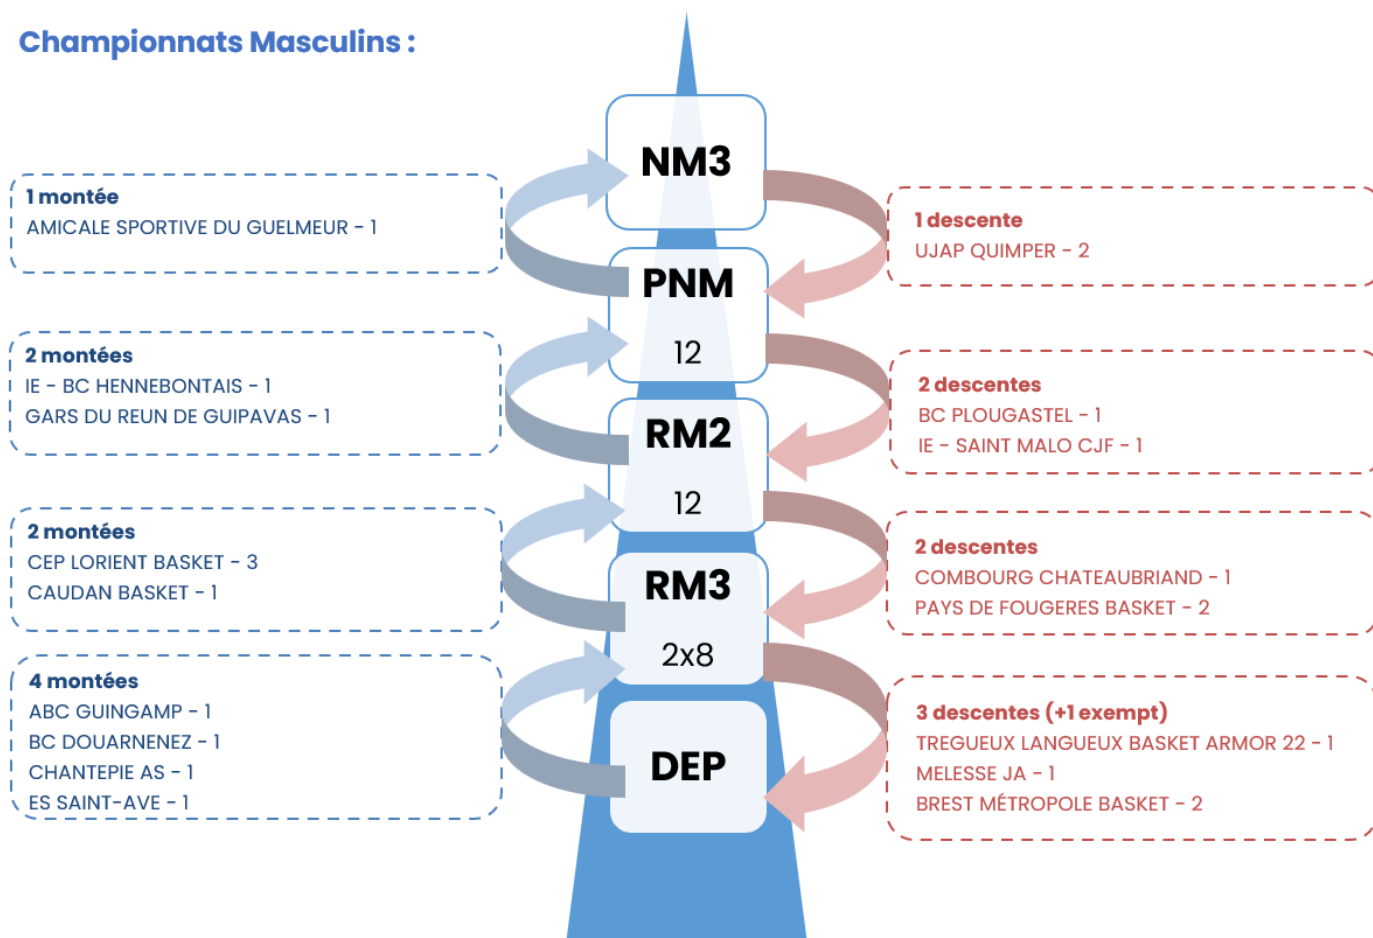 Championnats Masculins :
NM3
1 montée
AMICALE SPORTIVE DU GUELMEUR - 1
1 descente
UJAP QUIMPER - 2
PNM
12
2 montées
IE - BC HENNEBONTAIS - 1
GARS DU REUN DE GUIPAVAS - 1
2 descentes
BC PLOUGASTEL - 1
IE - SAINT MALO CJF - 1
RM2
12
2 montées
CEP LORIENT BASKET - 3
CAUDAN BASKET - 1
2 descentes
COMBOURG CHATEAUBRIAND - 1
PAYS DE FOUGERES BASKET - 2
RM3
2x8
4 montées
ABC GUINGAMP - 1
BC DOUARNENEZ - 1
CHANTEPIE AS - 1
ES SAINT-AVE - 1
3 descentes (+1 exempt)
TREGUEUX LANGUEUX BASKET ARMOR 22 - 1
MELESSE JA - 1
BREST MÉTROPOLE BASKET - 2
DEP